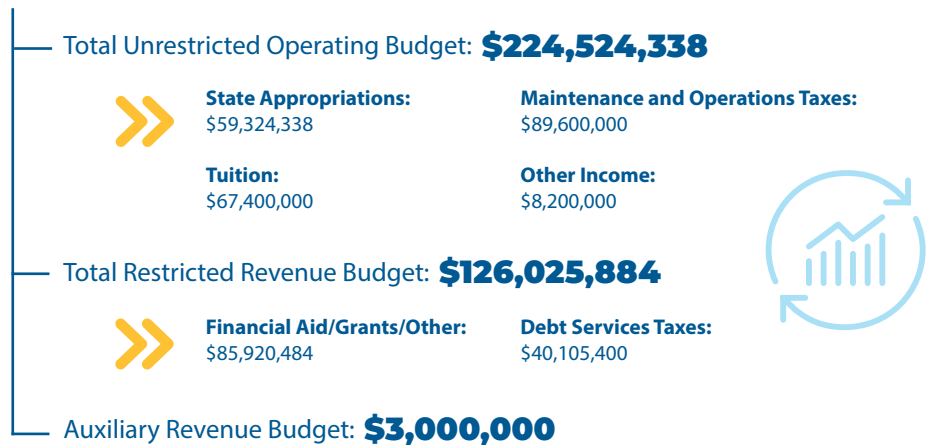 Total Unrestricted Operating Budget: $224,524,338
State Appropriations:
$59,324,338
Maintenance and Operations Taxes:
$89,600,000
Tuition:
$67,400,000
Other Income:
$8,200,000
Total Restricted Revenue Budget: $126,025,884
Financial Aid/Grants/Other:
$85,920,484
Debt Services Taxes:
$40,105,400
Auxiliary Revenue Budget: $3,000,000